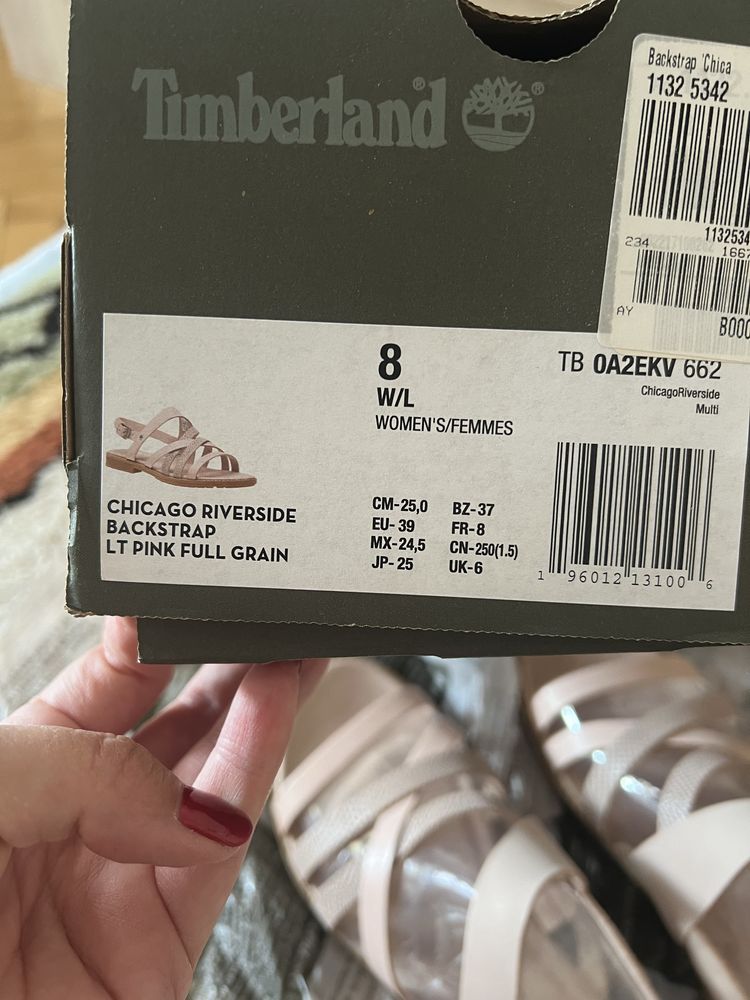 Timberland® ®
Backstrap 'Chica
1132 5342
1132534
234
1667
AY
B000
8
W/L
WOMEN'S/FEMMES
TB 0A2EKV 662
ChicagoRiverside
Multi
CHICAGO RIVERSIDE
BACKSTRAP
LT PINK FULL GRAIN
CM-25,0 BZ-37
EU-39 FR-8
MX-24,5 CN-250(1.5)
JP-25 UK-6
1 96012 13100 6